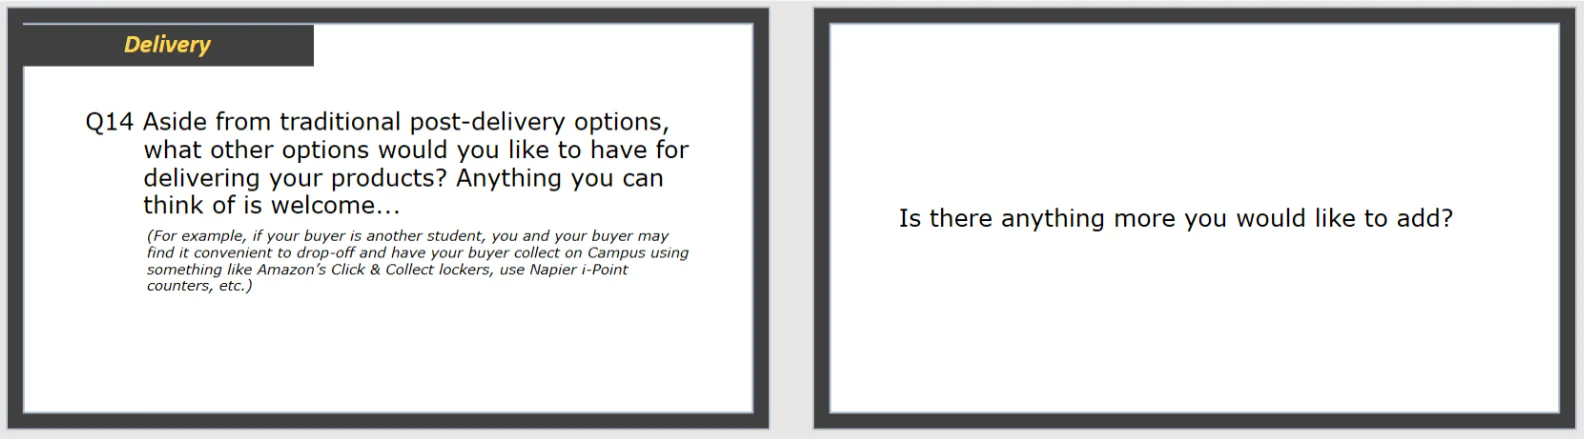 Delivery
Q14 Aside from traditional post-delivery options,
what other options would you like to have for
delivering your products? Anything you can
think of is welcome...
(For example, if your buyer is another student, you and your buyer may
find it convenient to drop-off and have your buyer collect on Campus using
something like Amazon's Click & Collect lockers, use Napier i-Point
counters, etc.)
Is there anything more you would like to add?